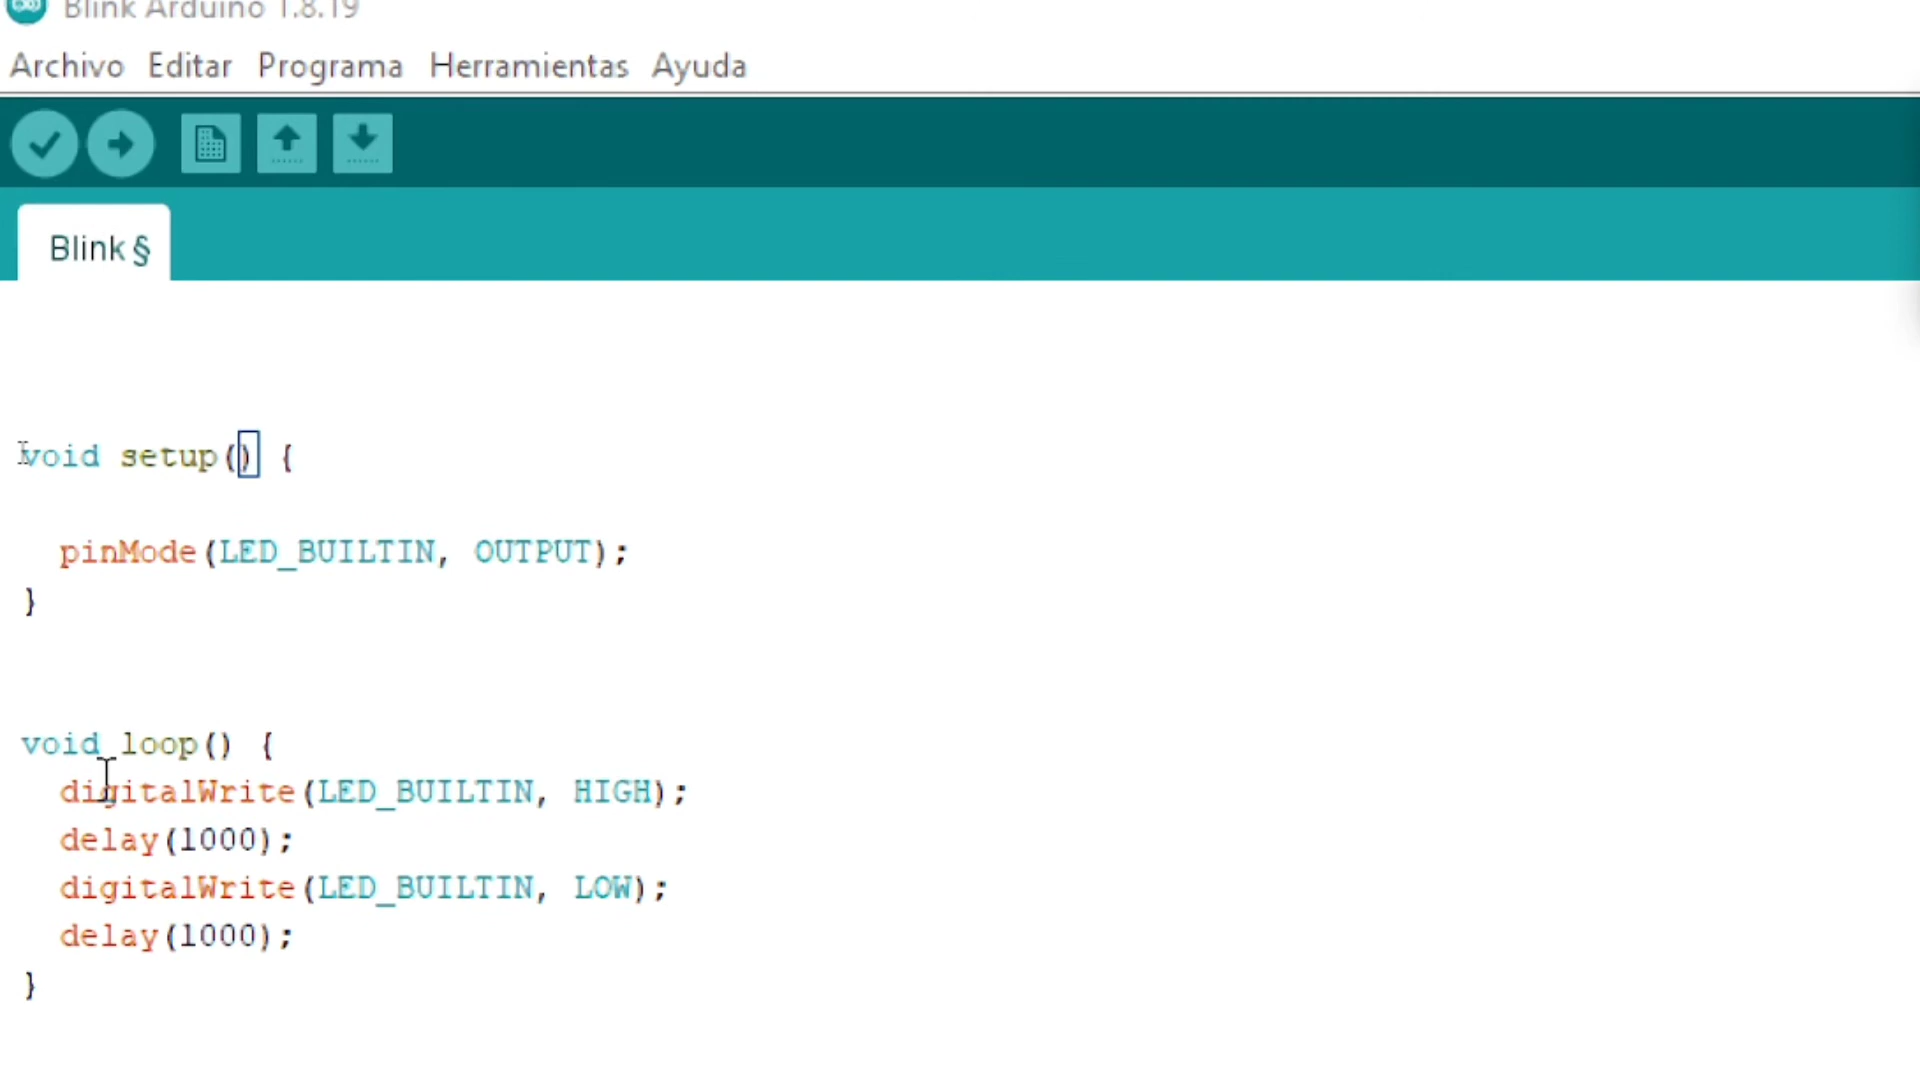 Blink Arduino 1.8.19
Archivo Editar Programa Herramientas Ayuda
Blink §
void setup() {
pinMode(LED_BUILTIN, OUTPUT);
}
void loop() {
digitalWrite(LED_BUILTIN, HIGH);
delay(1000);
digitalWrite(LED_BUILTIN, LOW);
delay(1000);
}